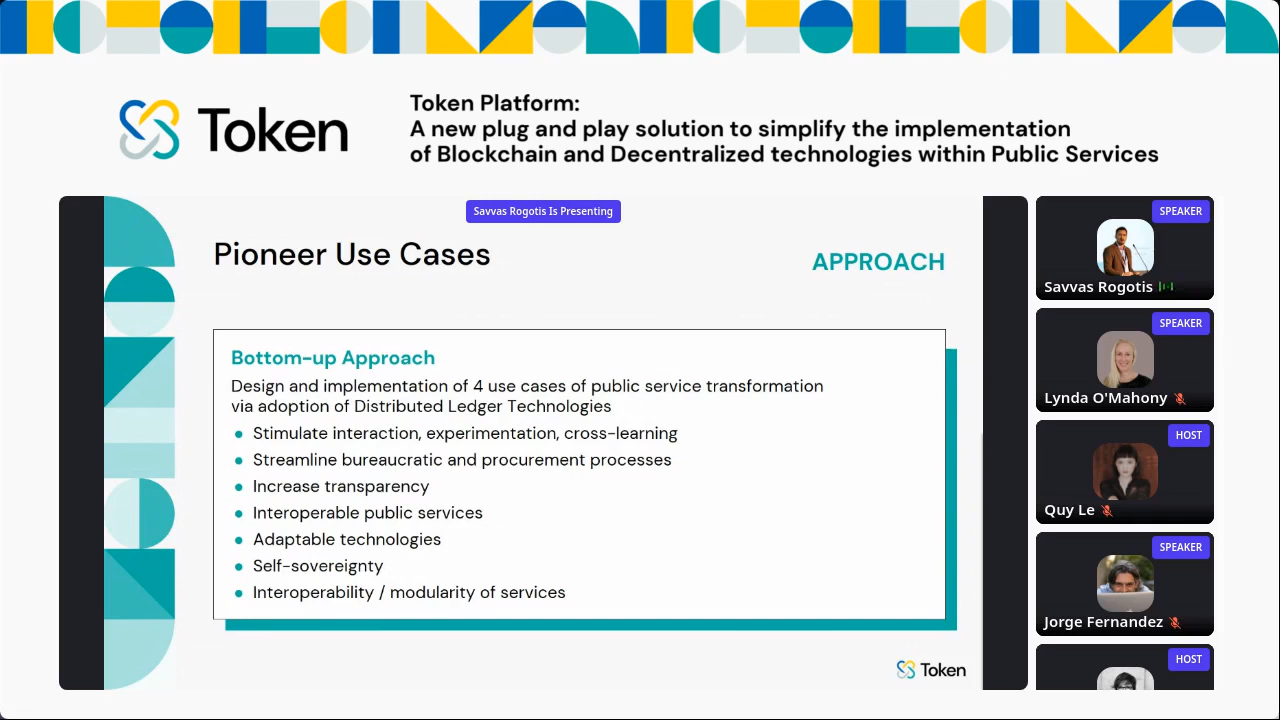 Token
Token Platform:
A new plug and play solution to simplify the implementation
of Blockchain and Decentralized technologies within Public Services
Savvas Rogotis Is Presenting
Pioneer Use Cases
APPROACH
Bottom-up Approach
Design and implementation of 4 use cases of public service transformation
via adoption of Distributed Ledger Technologies
Stimulate interaction, experimentation, cross-learning
Streamline bureaucratic and procurement processes
Increase transparency
Interoperable public services
Adaptable technologies
Self-sovereignty
Interoperability / modularity of services
Token
SPEAKER
Savvas Rogotis
SPEAKER
Lynda O'Mahony
HOST
Quy Le
SPEAKER
Jorge Fernandez
HOST